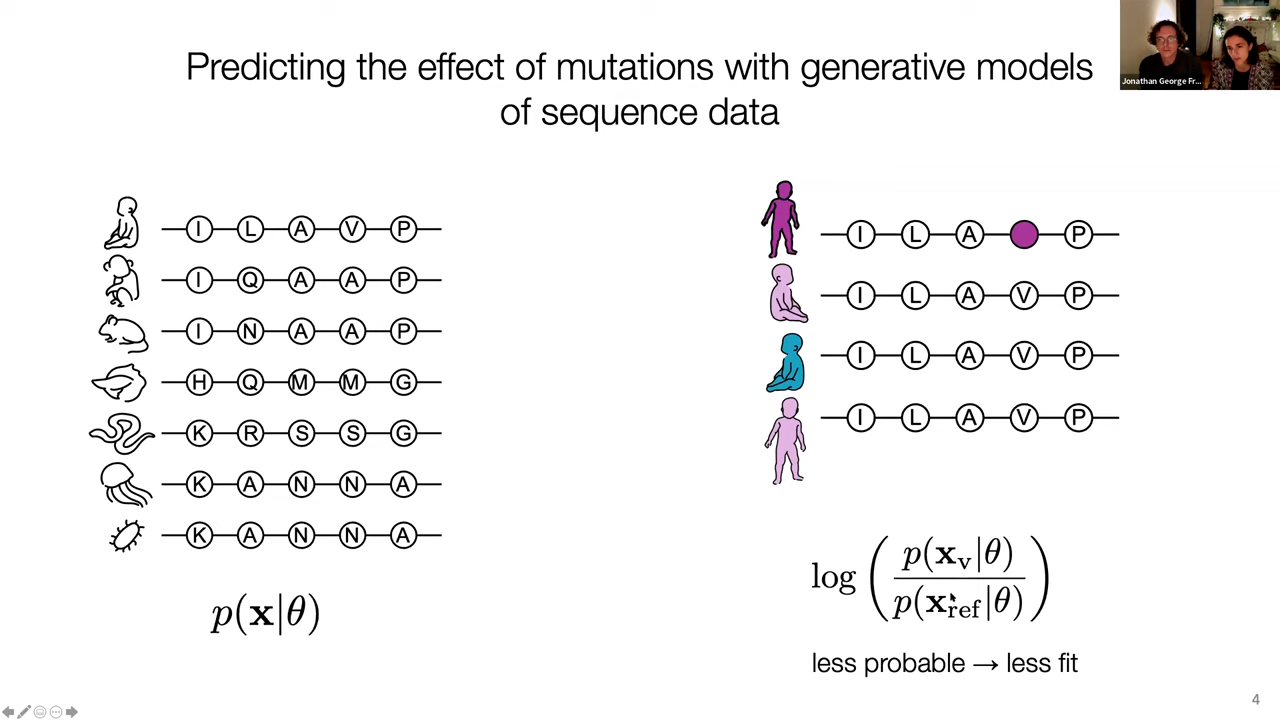 Predicting the effect of mutations with generative models
of sequence data
Jonathan George Fr...
I L A V P
I Q A A P
I N A A P
H Q M M G
K R S S G
K A N N A
K A N N A
p(x|θ)
I L A P
I L A V P
I L A V P
I L A V P
log ( p(x_v|θ) / p(x_ref|θ) )
less probable → less fit
4